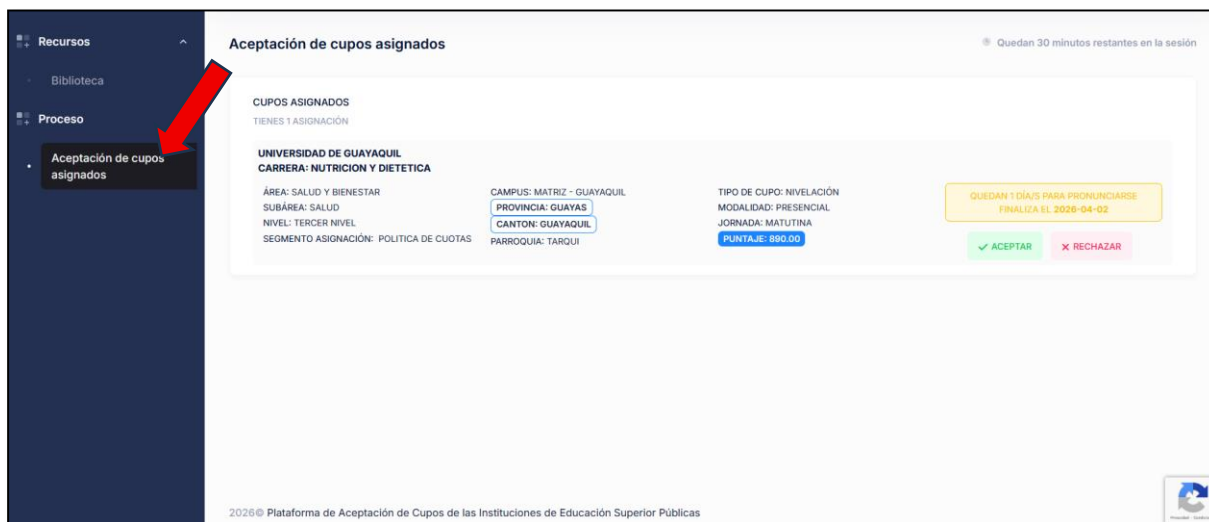 Recursos
Aceptación de cupos asignados
Quedan 30 minutos restantes en la sesión
Biblioteca
Proceso
Aceptación de cupos
asignados
CUPOS ASIGNADOS
TIENES 1 ASIGNACIÓN
UNIVERSIDAD DE GUAYAQUIL
CARRERA: NUTRICION Y DIETETICA
ÁREA: SALUD Y BIENESTAR
SUBÁREA: SALUD
NIVEL: TERCER NIVEL
SEGMENTO ASIGNACIÓN: POLITICA DE CUOTAS
CAMPUS: MATRIZ - GUAYAQUIL
PROVINCIA: GUAYAS
CANTON: GUAYAQUIL
PARROQUIA: TARQUI
TIPO DE CUPO: NIVELACIÓN
MODALIDAD: PRESENCIAL
JORNADA: MATUTINA
PUNTAJE: 890.00
QUEDAN 1 DÍA/S PARA PRONUNCIARSE
FINALIZA EL 2026-04-02
ACEPTAR
RECHAZAR
2026© Plataforma de Aceptación de Cupos de las Instituciones de Educación Superior Públicas